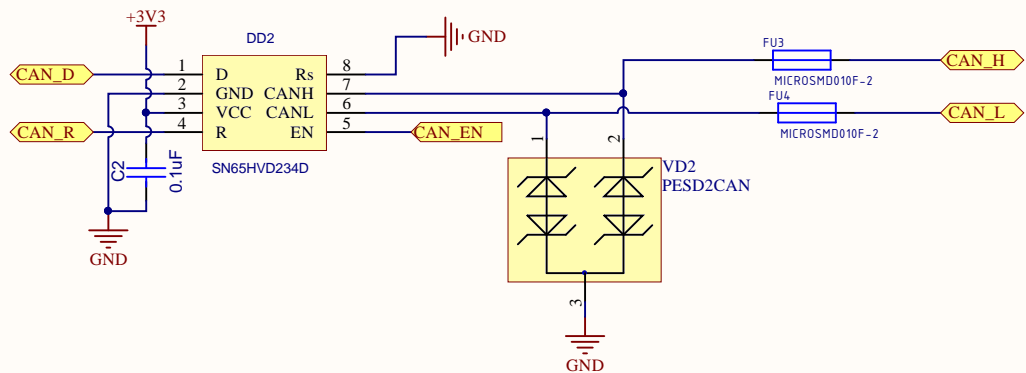 +3V3
DD2
GND
FU3
CAN_H
MICROSMD010F-2
CAN_D
1
D
Rs
8
2
GND
CANH
7
3
VCC
CANL
6
FU4
CAN_L
MICROSMD010F-2
CAN_R
4
R
EN
5
CAN_EN
SN65HVD234D
C2
0.1uF
1
2
VD2
PESD2CAN
GND
3
GND